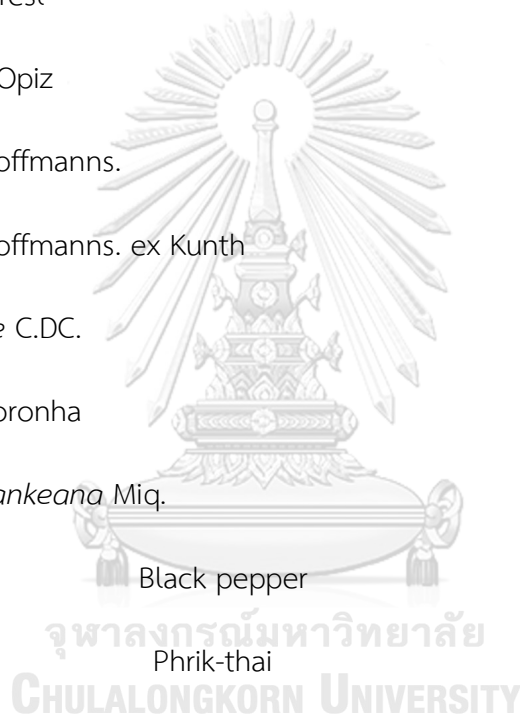 Opiz
offmanns.
offmanns. ex Kunth
e C.DC.
oronha
ankeana Miq.
Black pepper
จุฬาลงกรณ์มหาวิทยาลัย
Phrik-thai
CHULALONGKORN UNIVERSITY